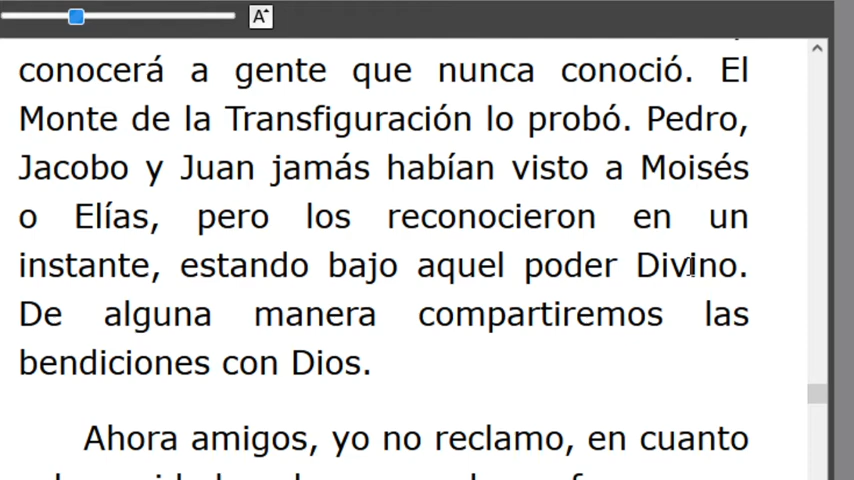 A
conocerá a gente que nunca conoció. El
Monte de la Transfiguración lo probó. Pedro,
Jacobo y Juan jamás habían visto a Moisés
o Elías, pero los reconocieron en un
instante, estando bajo aquel poder Divino.
De alguna manera compartiremos las
bendiciones con Dios.
Ahora amigos, yo no reclamo, en cuanto